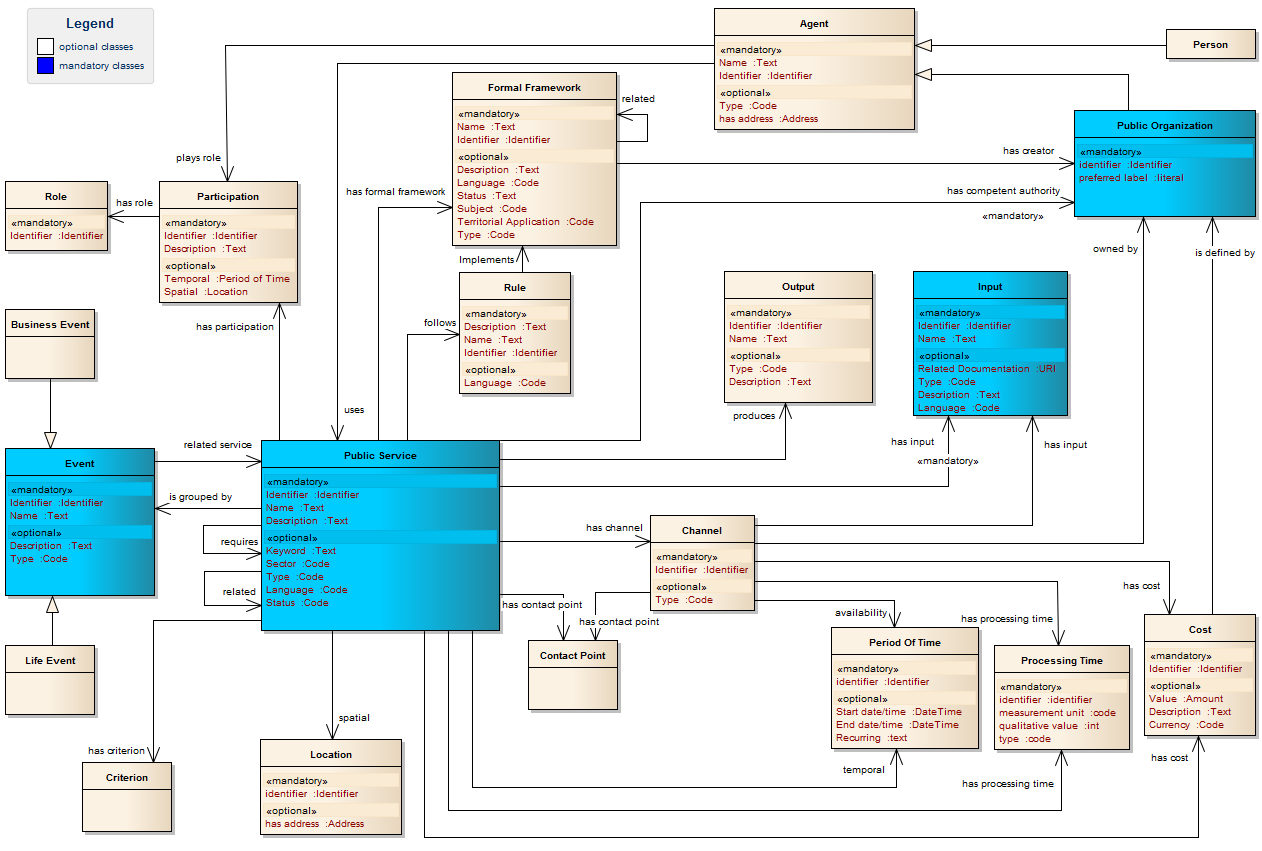 Legend
optional classes
mandatory classes
Agent
«mandatory»
Name :Text
Identifier :Identifier
«optional»
Type :Code
has address :Address
Person
Formal Framework
«mandatory»
Name :Text
Identifier :Identifier
«optional»
Description :Text
Language :Code
Status :Text
Subject :Code
Territorial Application :Code
Type :Code
related
Public Organization
«mandatory»
identifier :Identifier
preferred label :literal
has creator
has competent authority
«mandatory»
plays role
has formal framework
Role
«mandatory»
Identifier :Identifier
has role
Participation
«mandatory»
Identifier :Identifier
Description :Text
«optional»
Temporal :Period of Time
Spatial :Location
has participation
owned by
is defined by
Implements
Rule
«mandatory»
Description :Text
Name :Text
Identifier :Identifier
«optional»
Language :Code
follows
Output
«mandatory»
Identifier :Identifier
Name :Text
«optional»
Type :Code
Description :Text
produces
Input
«mandatory»
Identifier :Identifier
Name :Text
«optional»
Related Documentation :URI
Type :Code
Description :Text
Language :Code
has input
«mandatory»
has input
Business Event
uses
Event
«mandatory»
Identifier :Identifier
Name :Text
«optional»
Description :Text
Type :Code
related service
is grouped by
requires
related
Public Service
«mandatory»
Identifier :Identifier
Name :Text
Description :Text
«optional»
Keyword :Text
Sector :Code
Type :Code
Language :Code
Status :Code
has channel
Channel
«mandatory»
Identifier :Identifier
«optional»
Type :Code
has contact point
has contact point
Contact Point
availability
Period Of Time
«mandatory»
identifier :Identifier
«optional»
Start date/time :DateTime
End date/time :DateTime
Recurring :text
temporal
has processing time
Processing Time
«mandatory»
identifier :identifier
measurement unit :code
qualitative value :int
type :code
has processing time
has cost
Cost
«mandatory»
Identifier :Identifier
«optional»
Value :Amount
Description :Text
Currency :Code
has cost
Life Event
has criterion
Criterion
spatial
Location
«mandatory»
identifier :Identifier
«optional»
has address :Address